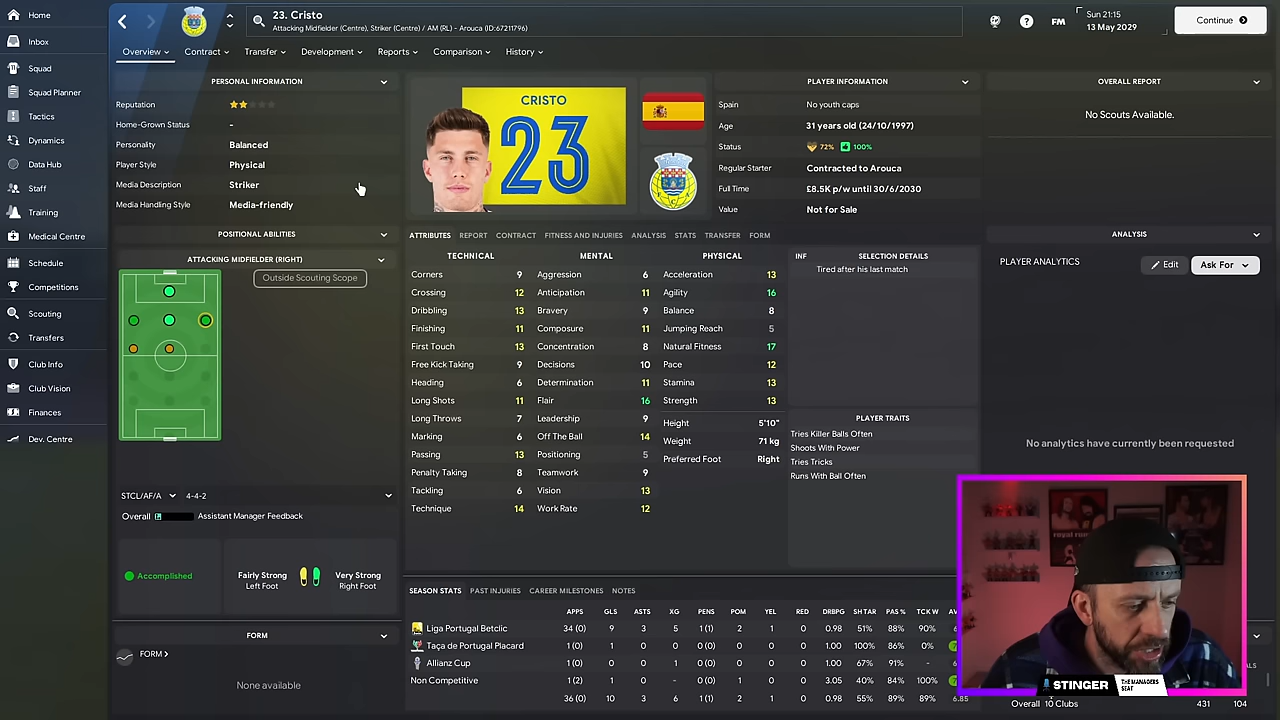 Home
Inbox
Squad
Squad Planner
Tactics
Dynamics
Data Hub
Staff
Training
Medical Centre
Schedule
Competitions
Scouting
Transfers
Club Info
Club Vision
Finances
Dev. Centre
23. Cristo
Attacking Midfielder (Centre), Striker (Centre) / AM (RL) - Arouca (ID:67211796)
FM
Sun 21:15
13 May 2029
Continue
Overview
Contract
Transfer
Development
Reports
Comparison
History
PERSONAL INFORMATION
Reputation
Home-Grown Status -
Personality Balanced
Player Style Physical
Media Description Striker
Media Handling Style Media-friendly
CRISTO
23
PLAYER INFORMATION
Spain No youth caps
Age 31 years old (24/10/1997)
Status 72% 100%
Regular Starter Contracted to Arouca
Full Time £8.5K p/w until 30/6/2030
Value Not for Sale
OVERALL REPORT
No Scouts Available.
POSITIONAL ABILITIES
ATTACKING MIDFIELDER (RIGHT)
Outside Scouting Scope
STCL/AF/A 4-4-2
Overall Assistant Manager Feedback
Accomplished
Fairly Strong
Left Foot
Very Strong
Right Foot
FORM
FORM >
None available
ATTRIBUTES REPORT CONTRACT FITNESS AND INJURIES ANALYSIS STATS TRANSFER FORM
TECHNICAL
Corners 9
Crossing 12
Dribbling 13
Finishing 11
First Touch 13
Free Kick Taking 9
Heading 6
Long Shots 11
Long Throws 7
Marking 6
Passing 13
Penalty Taking 8
Tackling 6
Technique 14
MENTAL
Aggression 6
Anticipation 11
Bravery 9
Composure 11
Concentration 8
Decisions 10
Determination 11
Flair 16
Leadership 9
Off The Ball 14
Positioning 5
Teamwork 9
Vision 13
Work Rate 12
PHYSICAL
Acceleration 13
Agility 16
Balance 8
Jumping Reach 5
Natural Fitness 17
Pace 12
Stamina 13
Strength 13
Height 5'10"
Weight 71 kg
Preferred Foot Right
INF SELECTION DETAILS
Tired after his last match
PLAYER TRAITS
Tries Killer Balls Often
Shoots With Power
Tries Tricks
Runs With Ball Often
ANALYSIS
PLAYER ANALYTICS
Edit
Ask For
No analytics have currently been requested
SEASON STATS PAST INJURIES CAREER MILESTONES NOTES
APPS GLS ASTS XG PENS POM YEL RED DRBPG SH TAR PAS % TCK W
Liga Portugal Betclic 34 (0) 9 3 5 1 (1) 2 1 0 0.98 51% 88% 90%
Taça de Portugal Placard 1 (0) 1 0 0 0 (0) 0 0 0 1.00 100% 86% 0%
Allianz Cup 1 (0) 0 0 1 0 (0) 0 0 0 1.00 67% 91% -
Non Competitive 1 (2) 1 0 - 0 (0) 1 0 0 3.05 40% 84% 100%
36 (0) 10 3 6 1 (1) 2 1 0 0.98 55% 89% 89% 6.85
STINGER
THE MANAGERS
SEAT
Overall 10 Clubs 431 104